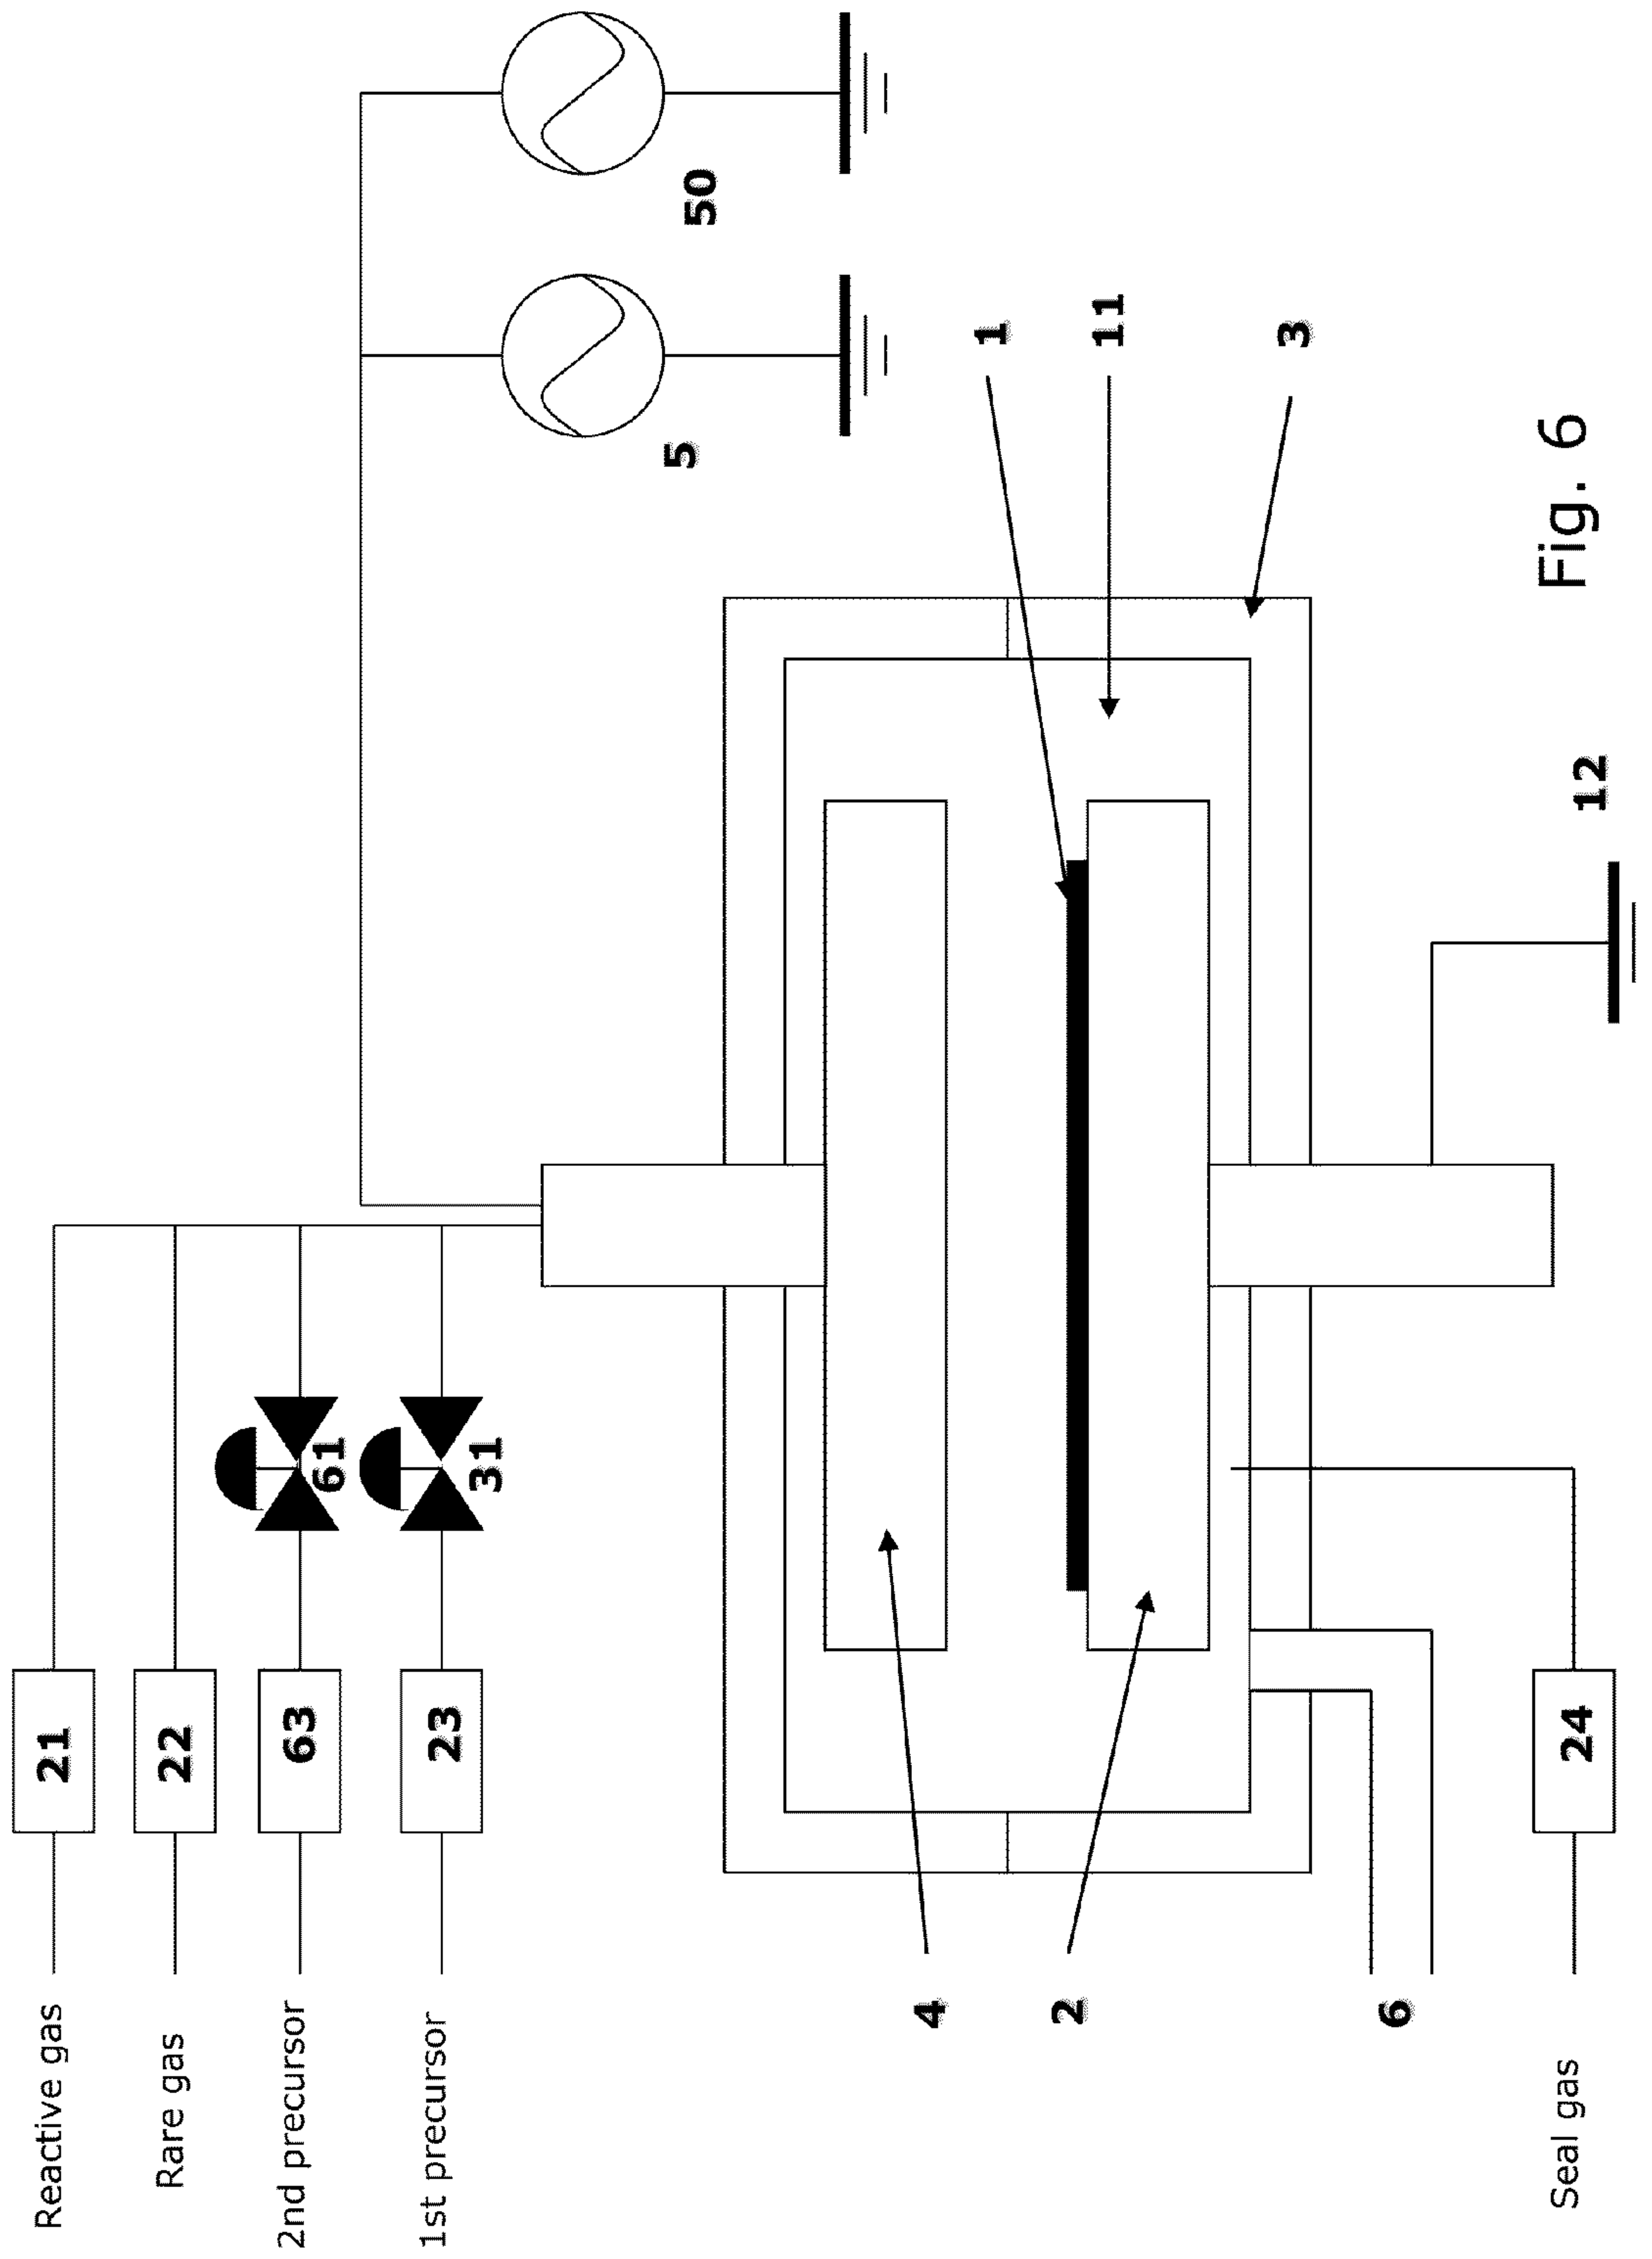 Reactive gas
21
Rare gas
22
2nd precursor
63
61
1st precursor
23
31
50
5
1
11
3
4
2
6
12
Seal gas
24
Fig. 6